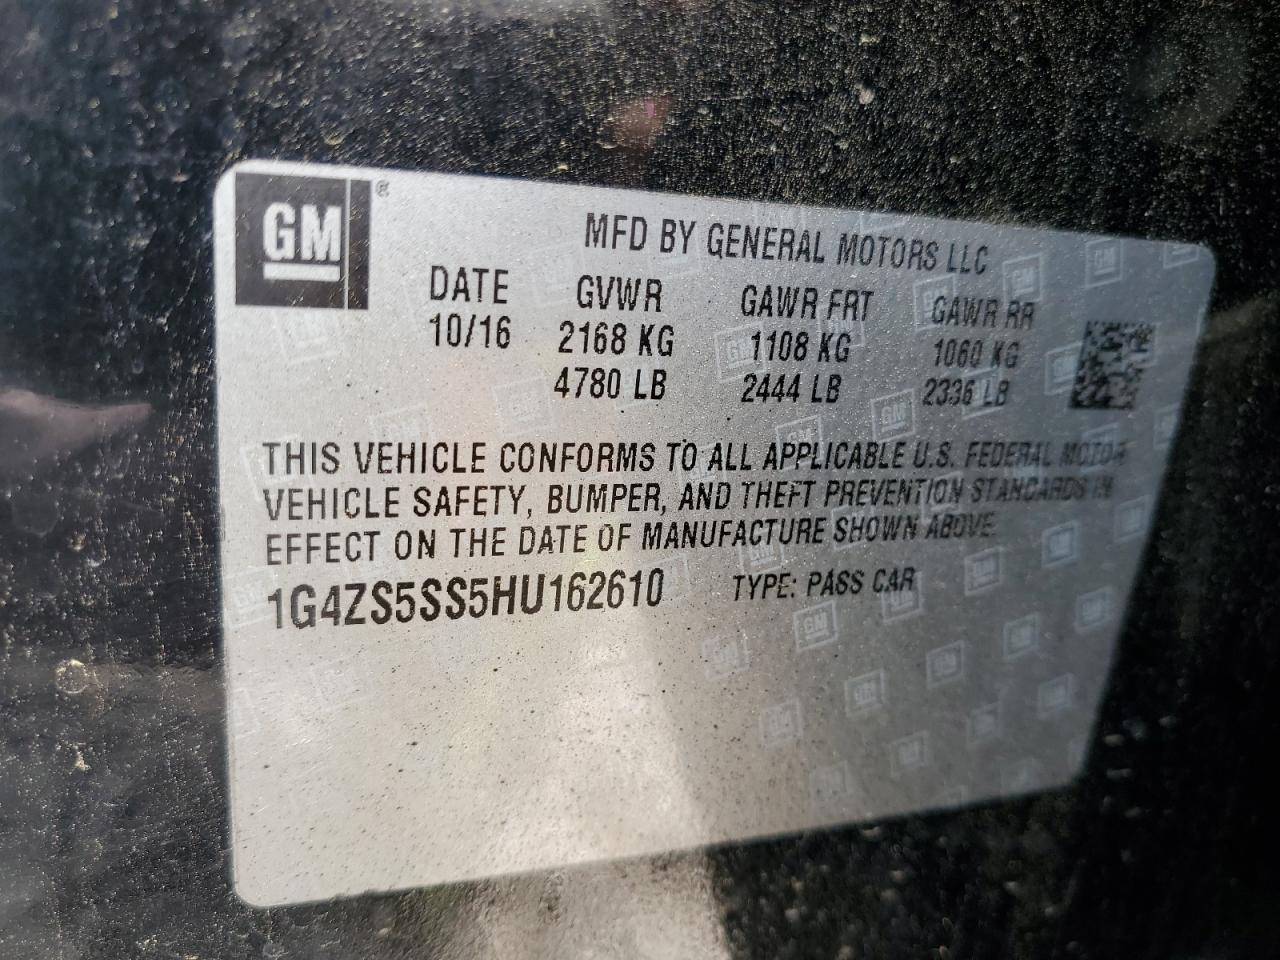 GM ®
MFD BY GENERAL MOTORS LLC
DATE GVWR GAWR FRT GAWR RR
10/16 2168 KG 1108 KG 1060 KG
4780 LB 2444 LB 2336 LB
THIS VEHICLE CONFORMS TO ALL APPLICABLE U.S. FEDERAL MOTOR
VEHICLE SAFETY, BUMPER, AND THEFT PREVENTION STANDARDS IN
EFFECT ON THE DATE OF MANUFACTURE SHOWN ABOVE.
1G4ZS5SS5HU162610 TYPE: PASS CAR